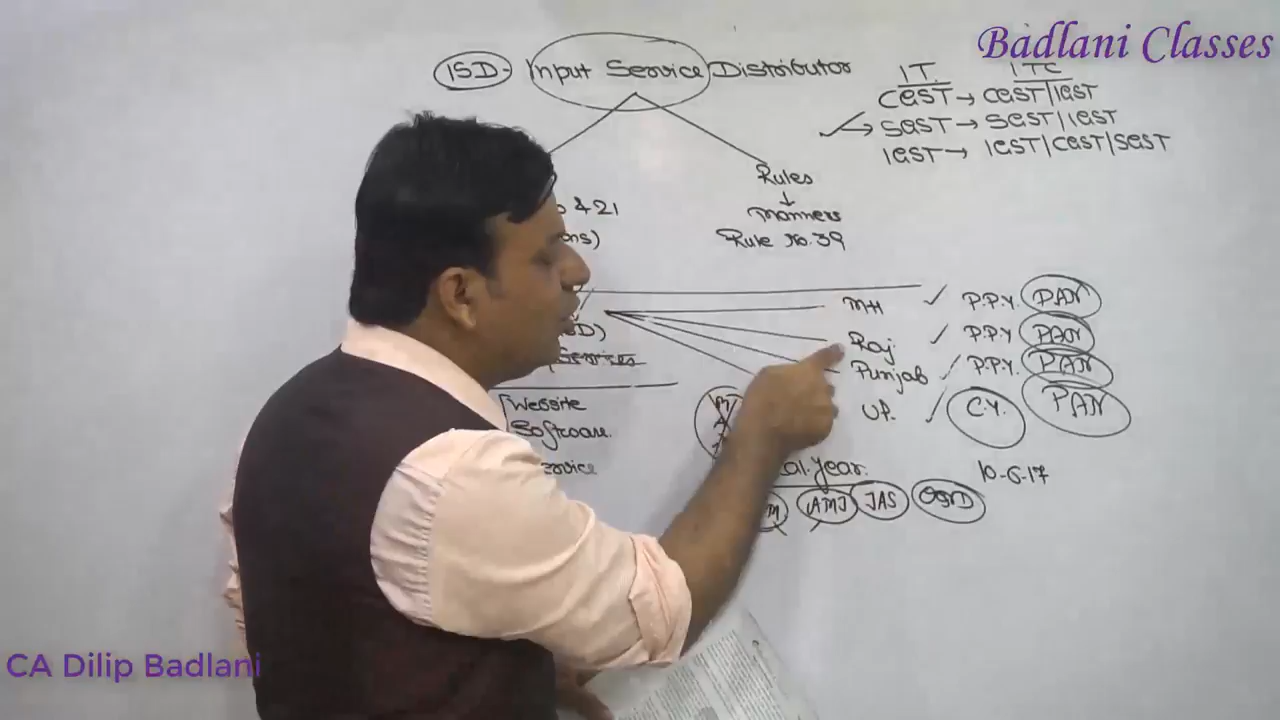 Badlani Classes
ISD- Input Service Distributor
I.T. ITC
CGST → CGST/IGST
SGST → SGST/IGST
IGST → IGST/CGST/SGST
Rules
↓
Manners
Rule No. 39
& 21
MH ✓ P.P.Y. PAN
Raj ✓ P.P.Y PAN
Punjab ✓ P.P.Y. PAN
UP. ✓ C.Y. PAN
Services
Website
Software.
Year.
10-6-17
AMJ JAS OND
CA Dilip Badlani